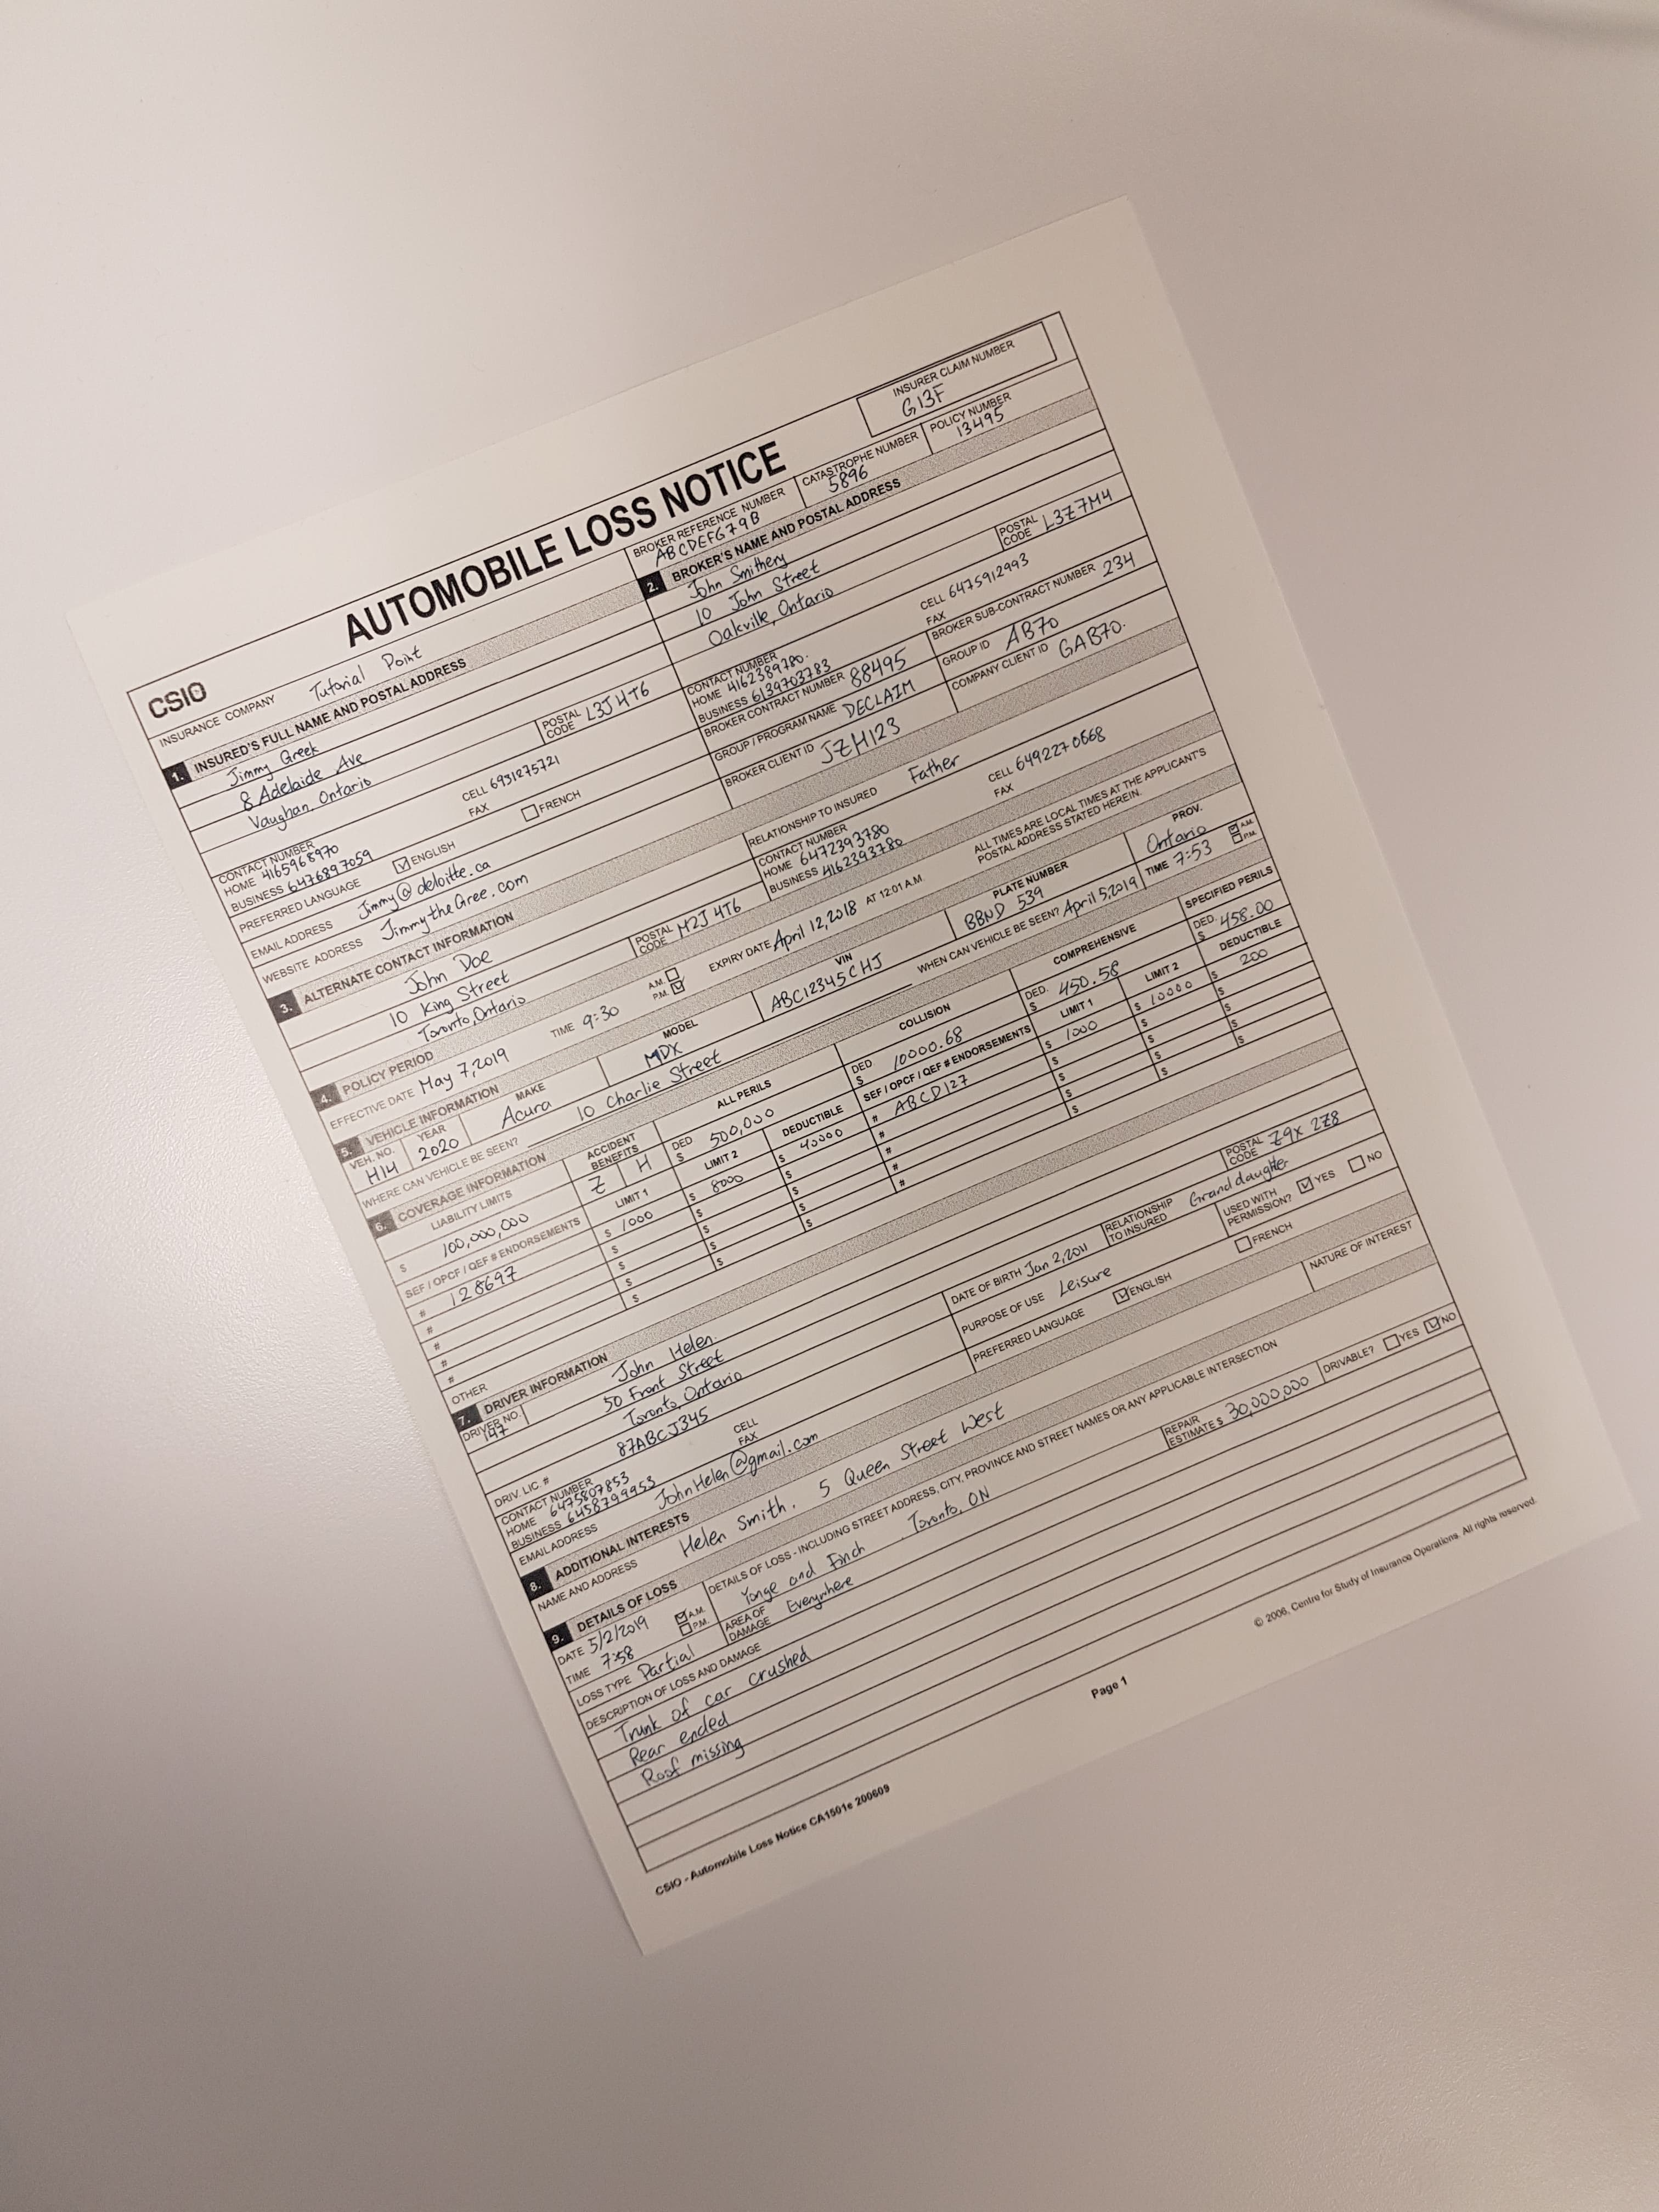 CSIO
AUTOMOBILE LOSS NOTICE
INSURER CLAIM NUMBER
G13F
INSURANCE COMPANY Tutorial Point
BROKER REFERENCE NUMBER
ABCDEFG79B
CATASTROPHE NUMBER
5896
POLICY NUMBER
13495
1. INSURED'S FULL NAME AND POSTAL ADDRESS
Jimmy Greek
8 Adelaide Ave
Vaughan, Ontario
POSTAL CODE L3J 4T6
CONTACT NUMBER
HOME 4165968970
CELL 6931275721
BUSINESS 6476897059
FAX
PREFERRED LANGUAGE ENGLISH FRENCH
EMAIL ADDRESS Jimmy@deloitte.ca
WEBSITE ADDRESS JimmytheGree.com
2. BROKER'S NAME AND POSTAL ADDRESS
John Smithery
10 John Street
Oakville, Ontario
POSTAL CODE L3Z7M4
CONTACT NUMBER
HOME 4162389780.
CELL 6475912993
BUSINESS 6139703783
FAX
BROKER CONTRACT NUMBER 88495
BROKER SUB-CONTRACT NUMBER 234
GROUP / PROGRAM NAME DECLAIM
GROUP ID AB70
BROKER CLIENT ID JZH123
COMPANY CLIENT ID GAB70.
3. ALTERNATE CONTACT INFORMATION
John Doe
10 King Street
Toronto, Ontario
POSTAL CODE M2J 4T6
RELATIONSHIP TO INSURED Father
CONTACT NUMBER
HOME 6472393780
CELL 6492270668
BUSINESS 4162393780
FAX
4. POLICY PERIOD
EFFECTIVE DATE May 7, 2019
TIME 9:30
A.M.
P.M.
EXPIRY DATE April 12, 2018 AT 12:01 A.M.
ALL TIMES ARE LOCAL TIMES AT THE APPLICANT'S
POSTAL ADDRESS STATED HEREIN.
5. VEHICLE INFORMATION
VEH. NO. YEAR MAKE MODEL VIN PLATE NUMBER PROV.
H14 2020 Acura MDX ABC12345CHJ BBND 539 Ontario
WHERE CAN VEHICLE BE SEEN? 10 Charlie Street
WHEN CAN VEHICLE BE SEEN? April 5, 2019
TIME 7:53 A.M. P.M.
6. COVERAGE INFORMATION
LIABILITY LIMITS ACCIDENT BENEFITS ALL PERILS COLLISION COMPREHENSIVE SPECIFIED PERILS
$ 100,000,000 Z H DED $ 500,000 DED $ 10000.68 DED. $ 450.58 DED. $ 458.00
SEF / OPCF / QEF # ENDORSEMENTS LIMIT 1 LIMIT 2 DEDUCTIBLE SEF / OPCF / QEF # ENDORSEMENTS LIMIT 1 LIMIT 2 DEDUCTIBLE
# 128697 $ 1000 $ 8000 $ 40000 # ABCD127 $ 1000 $ 10000 $ 200
# $ $ $ # $ $ $
# $ $ $ # $ $ $
# $ $ $ # $ $ $
# $ $ $ # $ $ $
OTHER
7. DRIVER INFORMATION
DRIVER NO.
147
John Helen
50 Front Street
Toronto, Ontario
POSTAL CODE Z9X 2Z8
DRIV. LIC # 87ABCJ345
DATE OF BIRTH Jan 2, 2011
RELATIONSHIP TO INSURED Granddaughter
CONTACT NUMBER
HOME 6475807853
CELL
BUSINESS 6458799953
FAX
PURPOSE OF USE Leisure
USED WITH PERMISSION? YES NO
EMAIL ADDRESS JohnHelen@gmail.com
PREFERRED LANGUAGE ENGLISH FRENCH
8. ADDITIONAL INTERESTS
NAME AND ADDRESS Helen Smith, 5 Queen Street West
NATURE OF INTEREST
9. DETAILS OF LOSS
DATE 5/2/2019
TIME 7:58
A.M.
P.M.
DETAILS OF LOSS - INCLUDING STREET ADDRESS, CITY, PROVINCE AND STREET NAMES OR ANY APPLICABLE INTERSECTION
Yonge and Finch Toronto, ON
LOSS TYPE Partial
AREA OF DAMAGE Everywhere
REPAIR ESTIMATE $ 30,000,000
DRIVABLE? YES NO
DESCRIPTION OF LOSS AND DAMAGE
Trunk of car crushed
Rear ended
Roof missing
CSIO - Automobile Loss Notice CA1501e 200609
Page 1
© 2006, Centre for Study of Insurance Operations. All rights reserved.